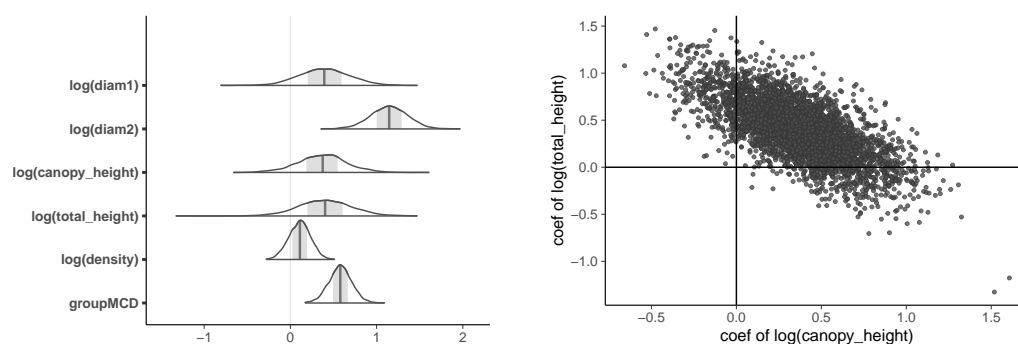 log(diam1)
log(diam2)
log(canopy_height)
log(total_height)
log(density)
groupMCD
−1 0 1 2
coef of log(total_height)
1.5
1.0
0.5
0.0
−0.5
−1.0
−0.5 0.0 0.5 1.0 1.5
coef of log(canopy_height)